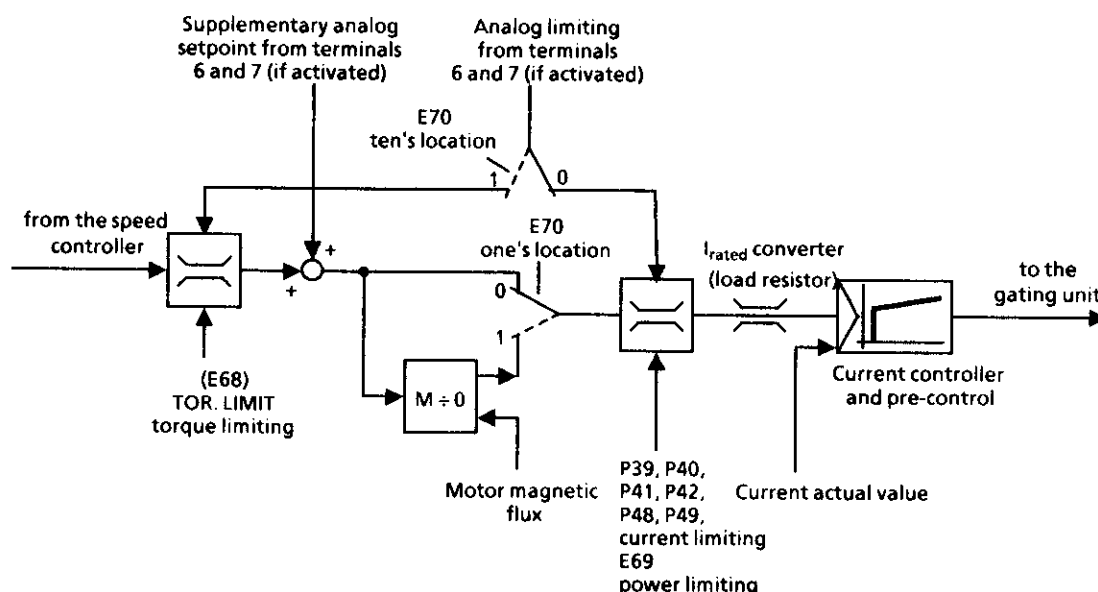 Supplementary analog
setpoint from terminals
6 and 7 (if activated)
Analog limiting
from terminals
6 and 7 (if activated)
E70
ten's location
1
0
from the speed
controller
E70
one's location
I rated converter
(load resistor)
to the
gating unit
+
+
0
1
(E68)
TOR. LIMIT
torque limiting
M ÷ 0
Current controller
and pre-control
Motor magnetic
flux
P39, P40,
P41, P42,
P48, P49,
current limiting
E69
power limiting
Current actual value